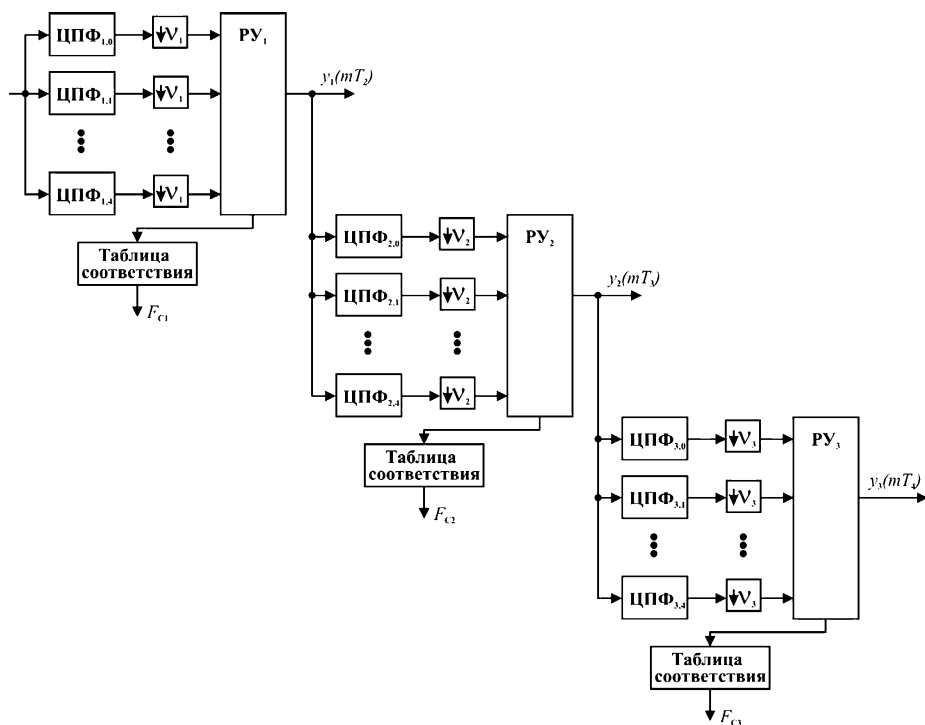 ЦПФ1,0 ↓ν1 РУ1
ЦПФ1,1 ↓ν1 y1(mT2)
ЦПФ1,4 ↓ν1
Таблица
соответствия
FC1
ЦПФ2,0 ↓ν2 РУ2
ЦПФ2,1 ↓ν2 y2(mT3)
ЦПФ2,4 ↓ν2
Таблица
соответствия
FC2
ЦПФ3,0 ↓ν3 РУ3
ЦПФ3,1 ↓ν3 y3(mT4)
ЦПФ3,4 ↓ν3
Таблица
соответствия
FC3